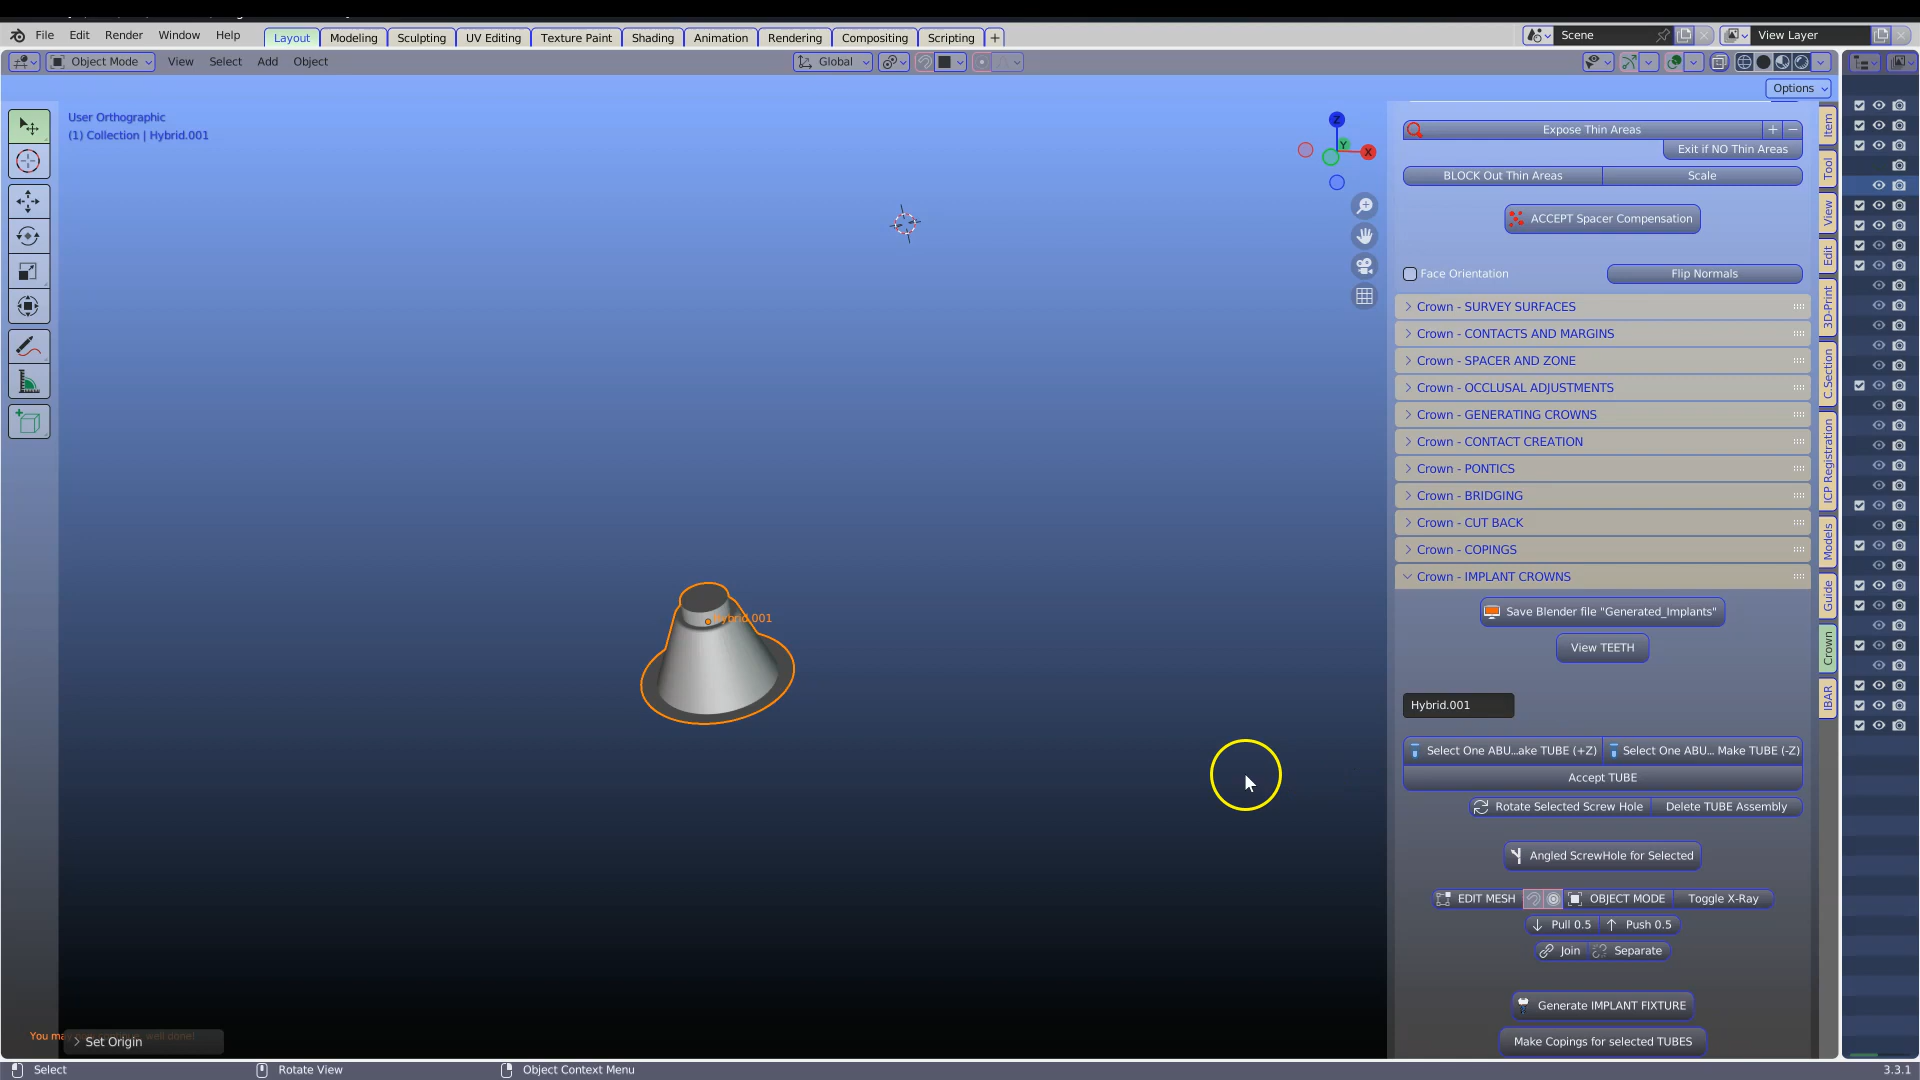 File Edit Render Window Help Layout Modeling Sculpting UV Editing Texture Paint Shading Animation Rendering Compositing Scripting + Scene View Layer
Object Mode View Select Add Object Global
Options
User Orthographic
(1) Collection | Hybrid.001
Z
Y
X
Hybrid.001
Expose Thin Areas + −
Exit if NO Thin Areas
BLOCK Out Thin Areas Scale
ACCEPT Spacer Compensation
Face Orientation Flip Normals
Crown - SURVEY SURFACES
Crown - CONTACTS AND MARGINS
Crown - SPACER AND ZONE
Crown - OCCLUSAL ADJUSTMENTS
Crown - GENERATING CROWNS
Crown - CONTACT CREATION
Crown - PONTICS
Crown - BRIDGING
Crown - CUT BACK
Crown - COPINGS
Crown - IMPLANT CROWNS
Save Blender file "Generated_Implants"
View TEETH
Hybrid.001
Select One ABU...ake TUBE (+Z) Select One ABU... Make TUBE (-Z)
Accept TUBE
Rotate Selected Screw Hole Delete TUBE Assembly
Angled ScrewHole for Selected
EDIT MESH OBJECT MODE Toggle X-Ray
Pull 0.5 Push 0.5
Join Separate
Generate IMPLANT FIXTURE
Make Copings for selected TUBES
Item
Tool
View
Edit
3D-Print
C.Section
ICP Registration
Models
Guide
Crown
IBAR
You ma well done!
Set Origin
Select Rotate View Object Context Menu 3.3.1